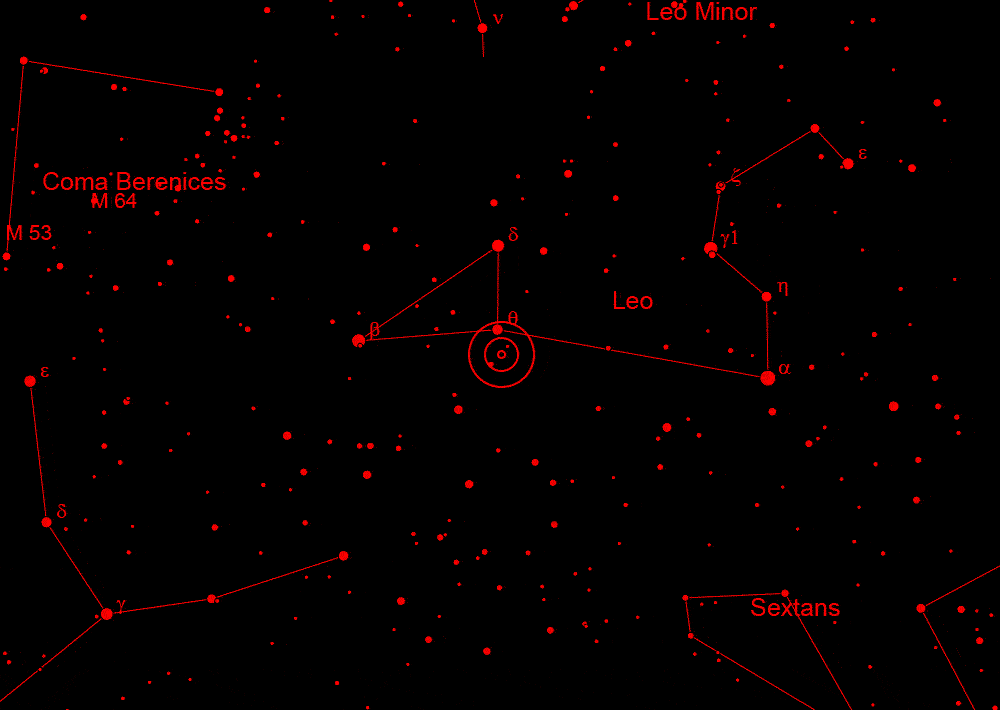 Leo Minor
ν
ε
ζ
Coma Berenices
M 64
M 53
δ
γ1
η
Leo
θ
β
α
ε
δ
γ
Sextans